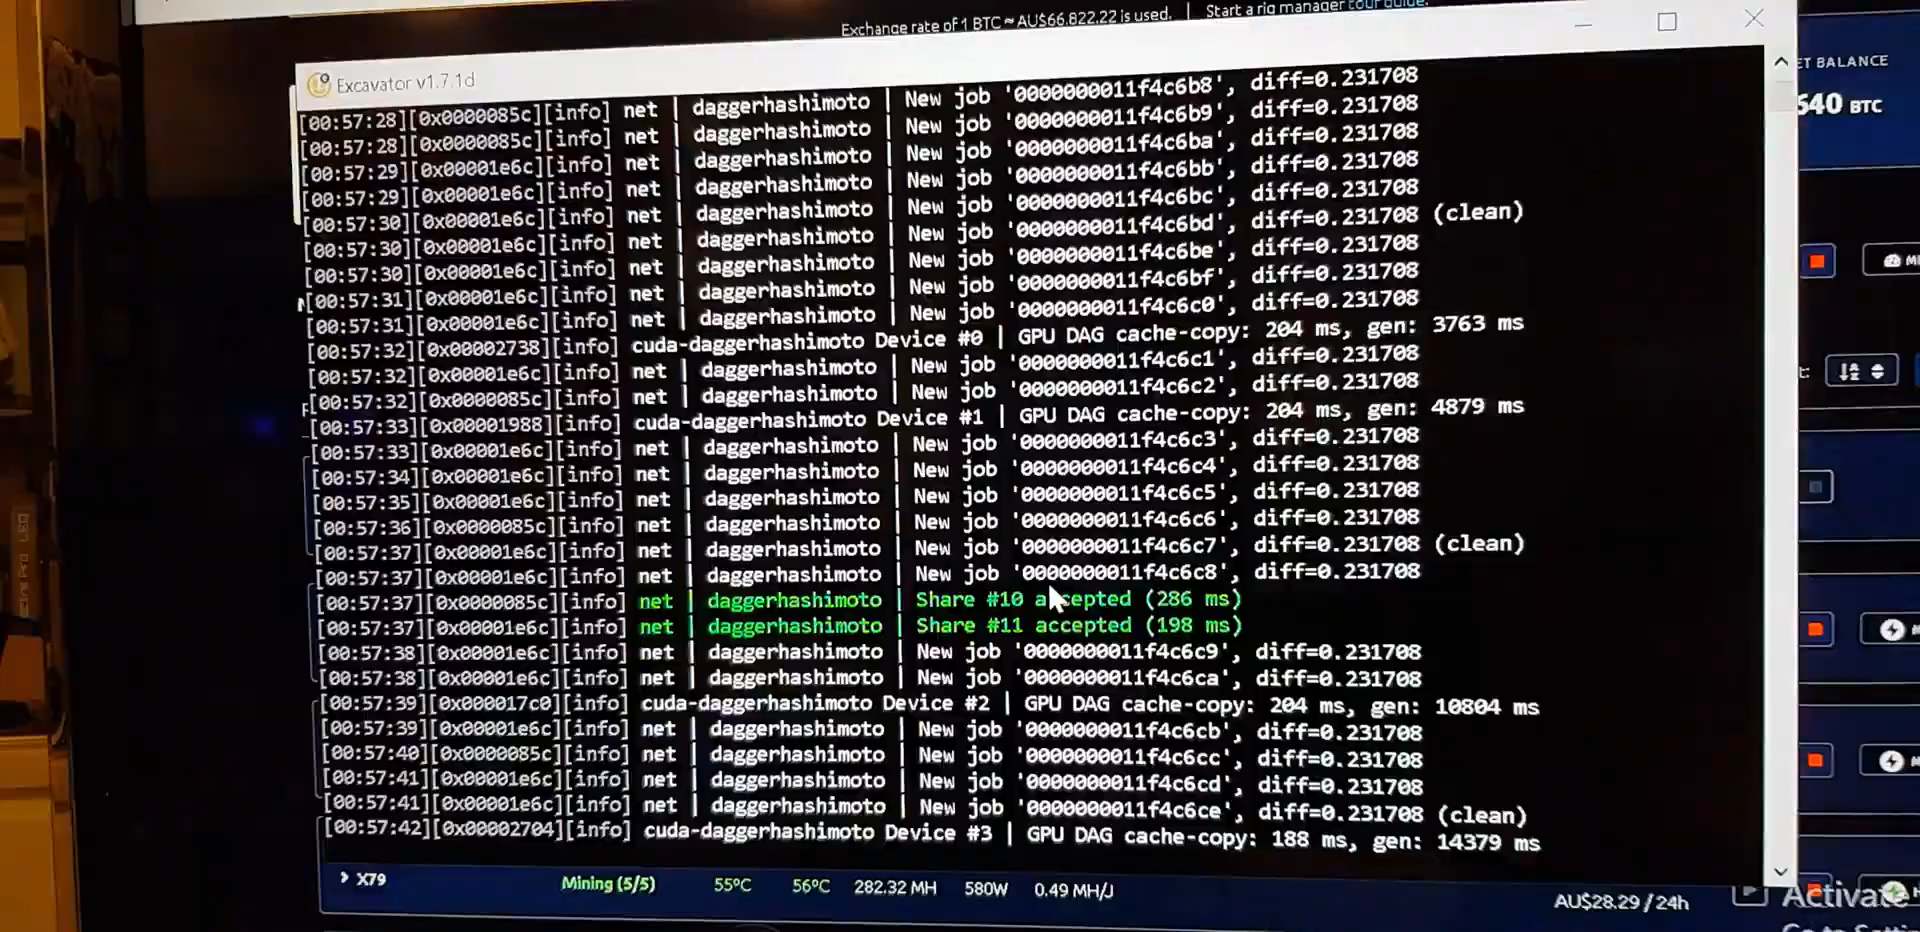 Exchange rate of 1 BTC ~ AU$66,822.22 is used. | Start a rig manager tour guide.
Excavator v1.7.1d
[00:57:28][0x0000085c][info] net | daggerhashimoto | New job '0000000011f4c6b8', diff=0.231708
[00:57:28][0x0000085c][info] net | daggerhashimoto | New job '0000000011f4c6b9', diff=0.231708
[00:57:29][0x00001e6c][info] net | daggerhashimoto | New job '0000000011f4c6ba', diff=0.231708
[00:57:29][0x00001e6c][info] net | daggerhashimoto | New job '0000000011f4c6bb', diff=0.231708
[00:57:30][0x00001e6c][info] net | daggerhashimoto | New job '0000000011f4c6bc', diff=0.231708
[00:57:30][0x00001e6c][info] net | daggerhashimoto | New job '0000000011f4c6bd', diff=0.231708 (clean)
[00:57:30][0x00001e6c][info] net | daggerhashimoto | New job '0000000011f4c6be', diff=0.231708
[00:57:31][0x00001e6c][info] net | daggerhashimoto | New job '0000000011f4c6bf', diff=0.231708
[00:57:31][0x00001e6c][info] net | daggerhashimoto | New job '0000000011f4c6c0', diff=0.231708
[00:57:32][0x00002738][info] cuda-daggerhashimoto Device #0 | GPU DAG cache-copy: 204 ms, gen: 3763 ms
[00:57:32][0x00001e6c][info] net | daggerhashimoto | New job '0000000011f4c6c1', diff=0.231708
[00:57:32][0x0000085c][info] net | daggerhashimoto | New job '0000000011f4c6c2', diff=0.231708
[00:57:33][0x00001988][info] cuda-daggerhashimoto Device #1 | GPU DAG cache-copy: 204 ms, gen: 4879 ms
[00:57:33][0x00001e6c][info] net | daggerhashimoto | New job '0000000011f4c6c3', diff=0.231708
[00:57:34][0x00001e6c][info] net | daggerhashimoto | New job '0000000011f4c6c4', diff=0.231708
[00:57:35][0x00001e6c][info] net | daggerhashimoto | New job '0000000011f4c6c5', diff=0.231708
[00:57:36][0x0000085c][info] net | daggerhashimoto | New job '0000000011f4c6c6', diff=0.231708
[00:57:37][0x00001e6c][info] net | daggerhashimoto | New job '0000000011f4c6c7', diff=0.231708 (clean)
[00:57:37][0x00001e6c][info] net | daggerhashimoto | New job '0000000011f4c6c8', diff=0.231708
[00:57:37][0x0000085c][info] net | daggerhashimoto | Share #10 accepted (286 ms)
[00:57:37][0x00001e6c][info] net | daggerhashimoto | Share #11 accepted (198 ms)
[00:57:38][0x00001e6c][info] net | daggerhashimoto | New job '0000000011f4c6c9', diff=0.231708
[00:57:38][0x00001e6c][info] net | daggerhashimoto | New job '0000000011f4c6ca', diff=0.231708
[00:57:39][0x000017c0][info] cuda-daggerhashimoto Device #2 | GPU DAG cache-copy: 204 ms, gen: 10804 ms
[00:57:39][0x00001e6c][info] net | daggerhashimoto | New job '0000000011f4c6cb', diff=0.231708
[00:57:40][0x0000085c][info] net | daggerhashimoto | New job '0000000011f4c6cc', diff=0.231708
[00:57:41][0x00001e6c][info] net | daggerhashimoto | New job '0000000011f4c6cd', diff=0.231708
[00:57:41][0x00001e6c][info] net | daggerhashimoto | New job '0000000011f4c6ce', diff=0.231708 (clean)
[00:57:42][0x00002704][info] cuda-daggerhashimoto Device #3 | GPU DAG cache-copy: 188 ms, gen: 14379 ms
X79 Mining (5/5) 55°C 56°C 282.32 MH 580W 0.49 MH/J AU$28.29 / 24h
ET BALANCE
640 BTC
Activate